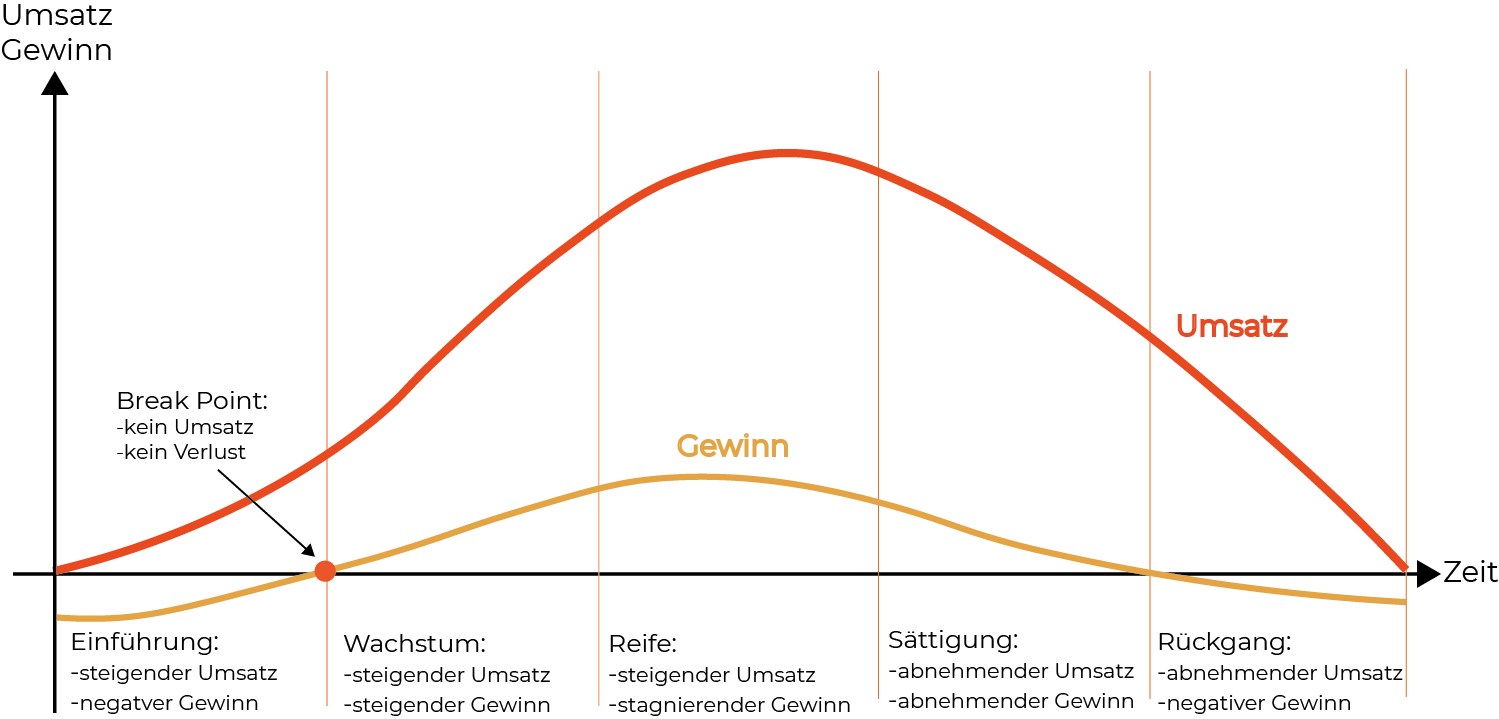 Umsatz
Gewinn
Umsatz
Break Point:
-kein Umsatz
-kein Verlust
Gewinn
Zeit
Einführung:
-steigender Umsatz
-negatver Gewinn
Wachstum:
-steigender Umsatz
-steigender Gewinn
Reife:
-steigender Umsatz
-stagnierender Gewinn
Sättigung:
-abnehmender Umsatz
-abnehmender Gewinn
Rückgang:
-abnehmender Umsatz
-negativer Gewinn